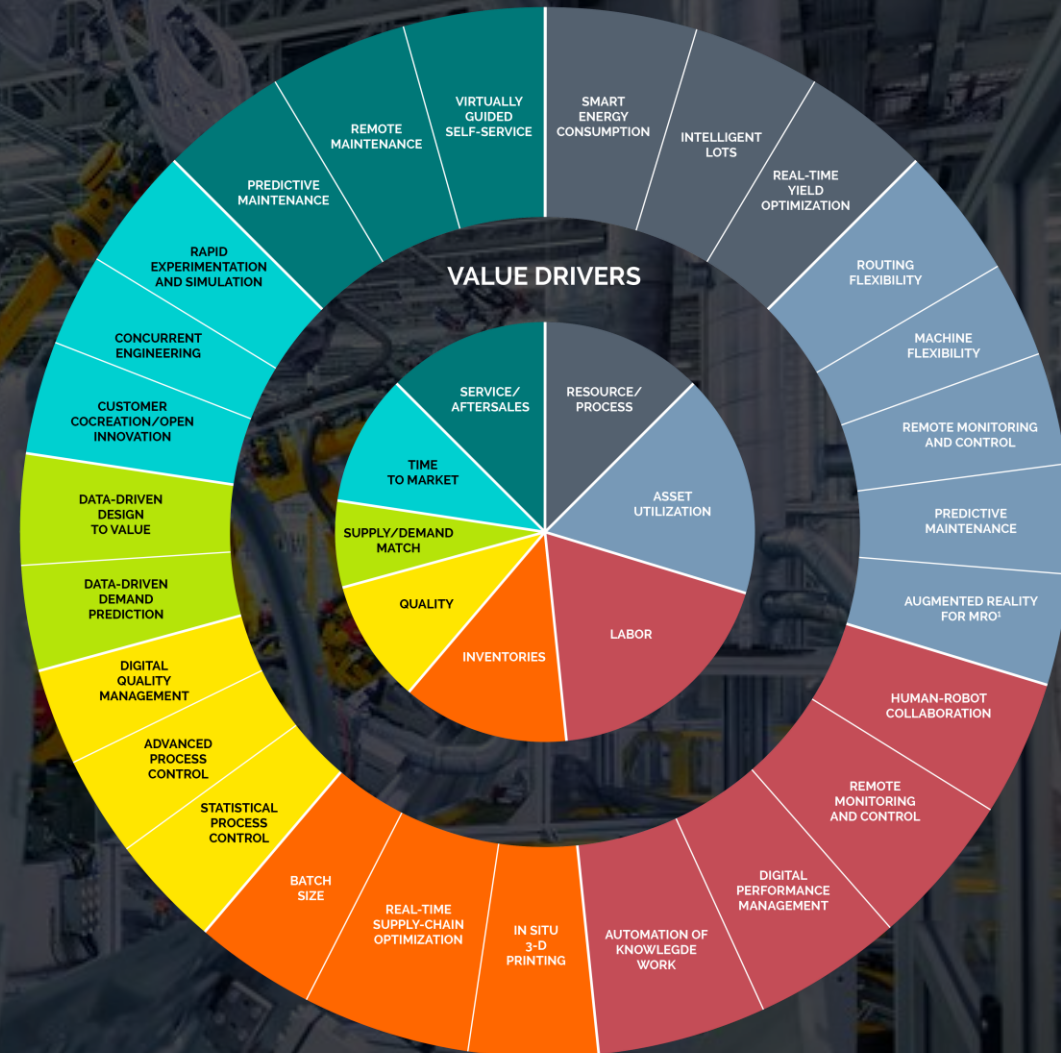 VIRTUALLY
GUIDED
SELF-SERVICE
SMART
ENERGY
CONSUMPTION
INTELLIGENT
LOTS
REAL-TIME
YIELD
OPTIMIZATION
ROUTING
FLEXIBILITY
MACHINE
FLEXIBILITY
REMOTE MONITORING
AND CONTROL
PREDICTIVE
MAINTENANCE
AUGMENTED REALITY
FOR MRO¹
HUMAN-ROBOT
COLLABORATION
REMOTE
MONITORING
AND CONTROL
DIGITAL
PERFORMANCE
MANAGEMENT
AUTOMATION OF
KNOWLEGDE
WORK
IN SITU
3-D
PRINTING
REAL-TIME
SUPPLY-CHAIN
OPTIMIZATION
BATCH
SIZE
STATISTICAL
PROCESS
CONTROL
ADVANCED
PROCESS
CONTROL
DIGITAL
QUALITY
MANAGEMENT
DATA-DRIVEN
DEMAND
PREDICTION
DATA-DRIVEN
DESIGN
TO VALUE
CUSTOMER
COCREATION/OPEN
INNOVATION
CONCURRENT
ENGINEERING
RAPID
EXPERIMENTATION
AND SIMULATION
PREDICTIVE
MAINTENANCE
REMOTE
MAINTENANCE
VALUE DRIVERS
SERVICE/
AFTERSALES
RESOURCE/
PROCESS
ASSET
UTILIZATION
LABOR
INVENTORIES
QUALITY
SUPPLY/DEMAND
MATCH
TIME
TO MARKET